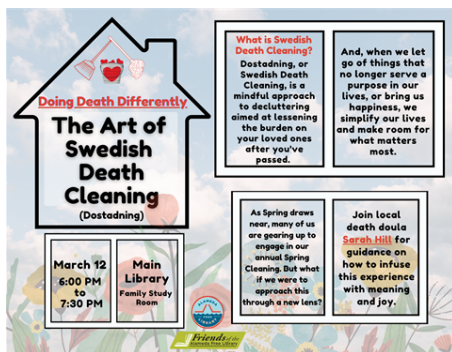 Doing Death Differently
The Art of
Swedish
Death
Cleaning
(Dostadning)
March 12
6:00 PM
to
7:30 PM
Main
Library
Family Study
Room
What is Swedish
Death Cleaning?
Dostadning, or
Swedish Death
Cleaning, is a
mindful approach
to decluttering
aimed at lessening
the burden on
your loved ones
after you've
passed.
And, when we let
go of things that
no longer serve a
purpose in our
lives, or bring us
happiness, we
simplify our lives
and make room for
what matters
most.
As Spring draws
near, many of us
are gearing up to
engage in our
annual Spring
Cleaning. But what
if we were to
approach this
through a new lens?
Join local
death doula
Sarah Hill for
guidance on
how to infuse
this experience
with meaning
and joy.
ALAMEDA
FREE
LIBRARY
Friends of the
Alameda Free Library